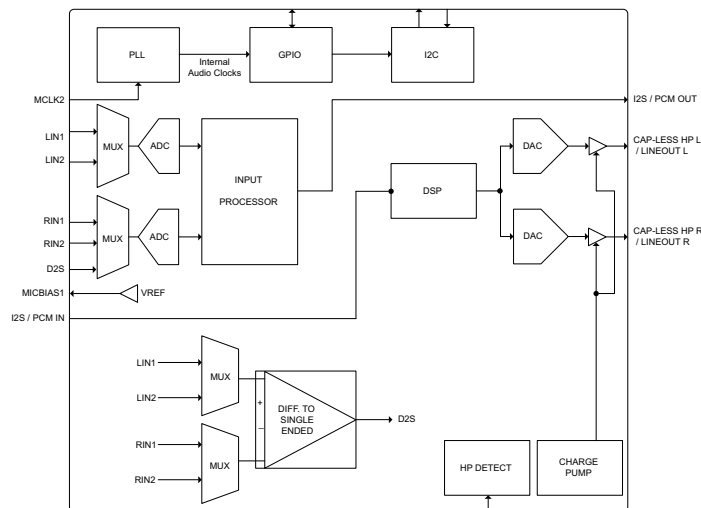 PLL
Internal
Audio Clocks
GPIO
I2C
MCLK2
I2S / PCM OUT
LIN1
LIN2
MUX
ADC
INPUT
PROCESSOR
DAC
CAP-LESS HP L
/ LINEOUT L
DSP
RIN1
RIN2
D2S
MUX
ADC
DAC
CAP-LESS HP R
/ LINEOUT R
MICBIAS1
VREF
I2S / PCM IN
LIN1
LIN2
MUX
+
–
DIFF. TO
SINGLE
ENDED
D2S
RIN1
RIN2
MUX
HP DETECT
CHARGE
PUMP